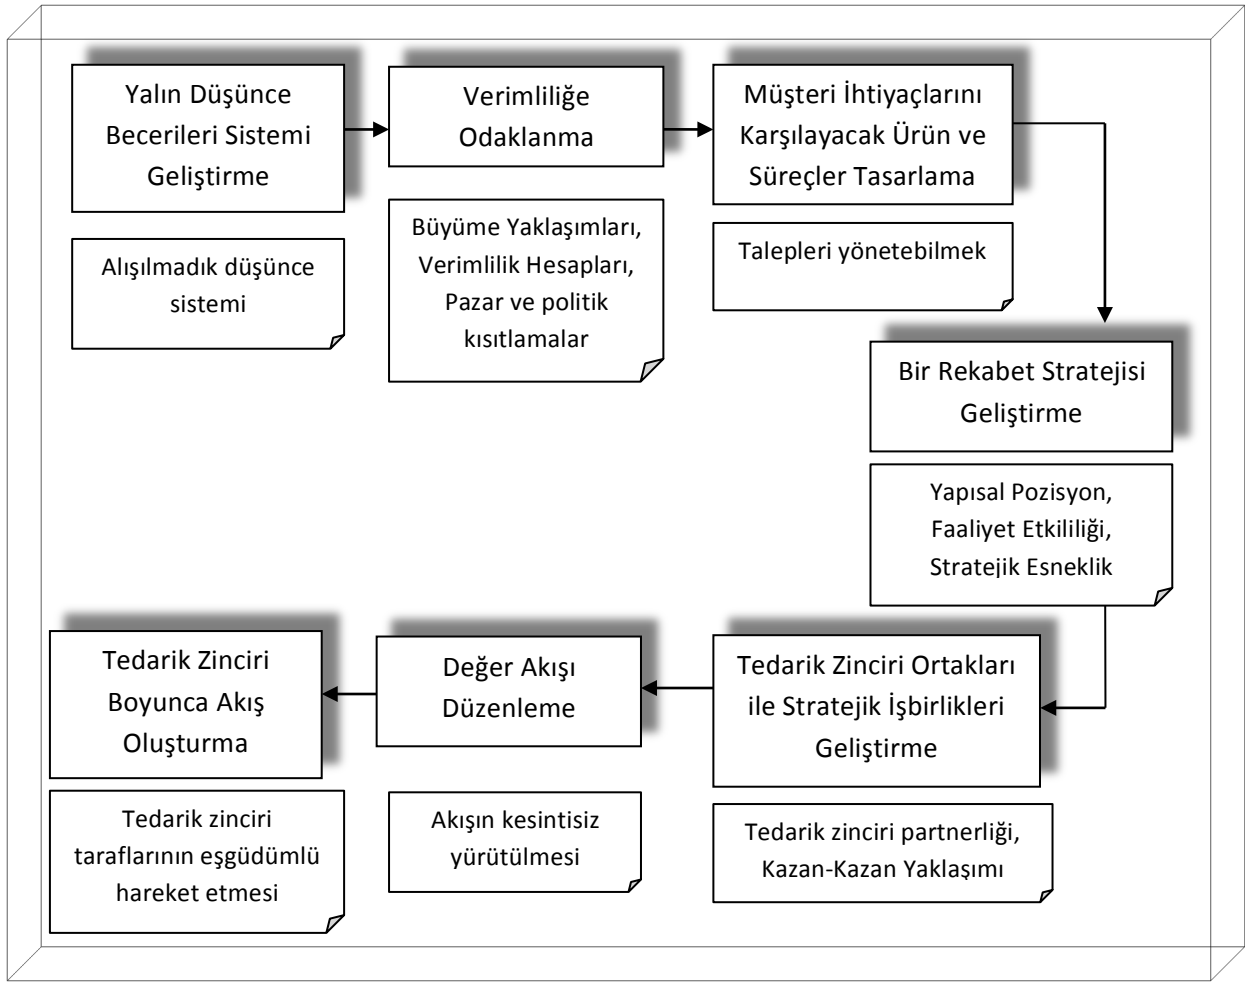 Yalın Düşünce
Becerileri Sistemi
Geliştirme
Alışılmadık düşünce
sistemi
Verimliliğe
Odaklanma
Büyüme Yaklaşımları,
Verimlilik Hesapları,
Pazar ve politik
kısıtlamalar
Müşteri İhtiyaçlarını
Karşılayacak Ürün ve
Süreçler Tasarlama
Talepleri yönetebilmek
Bir Rekabet Stratejisi
Geliştirme
Yapısal Pozisyon,
Faaliyet Etkililiği,
Stratejik Esneklik
Tedarik Zinciri Ortakları
ile Stratejik İşbirlikleri
Geliştirme
Tedarik zinciri partnerliği,
Kazan-Kazan Yaklaşımı
Değer Akışı
Düzenleme
Akışın kesintisiz
yürütülmesi
Tedarik Zinciri
Boyunca Akış
Oluşturma
Tedarik zinciri
taraflarının eşgüdümlü
hareket etmesi